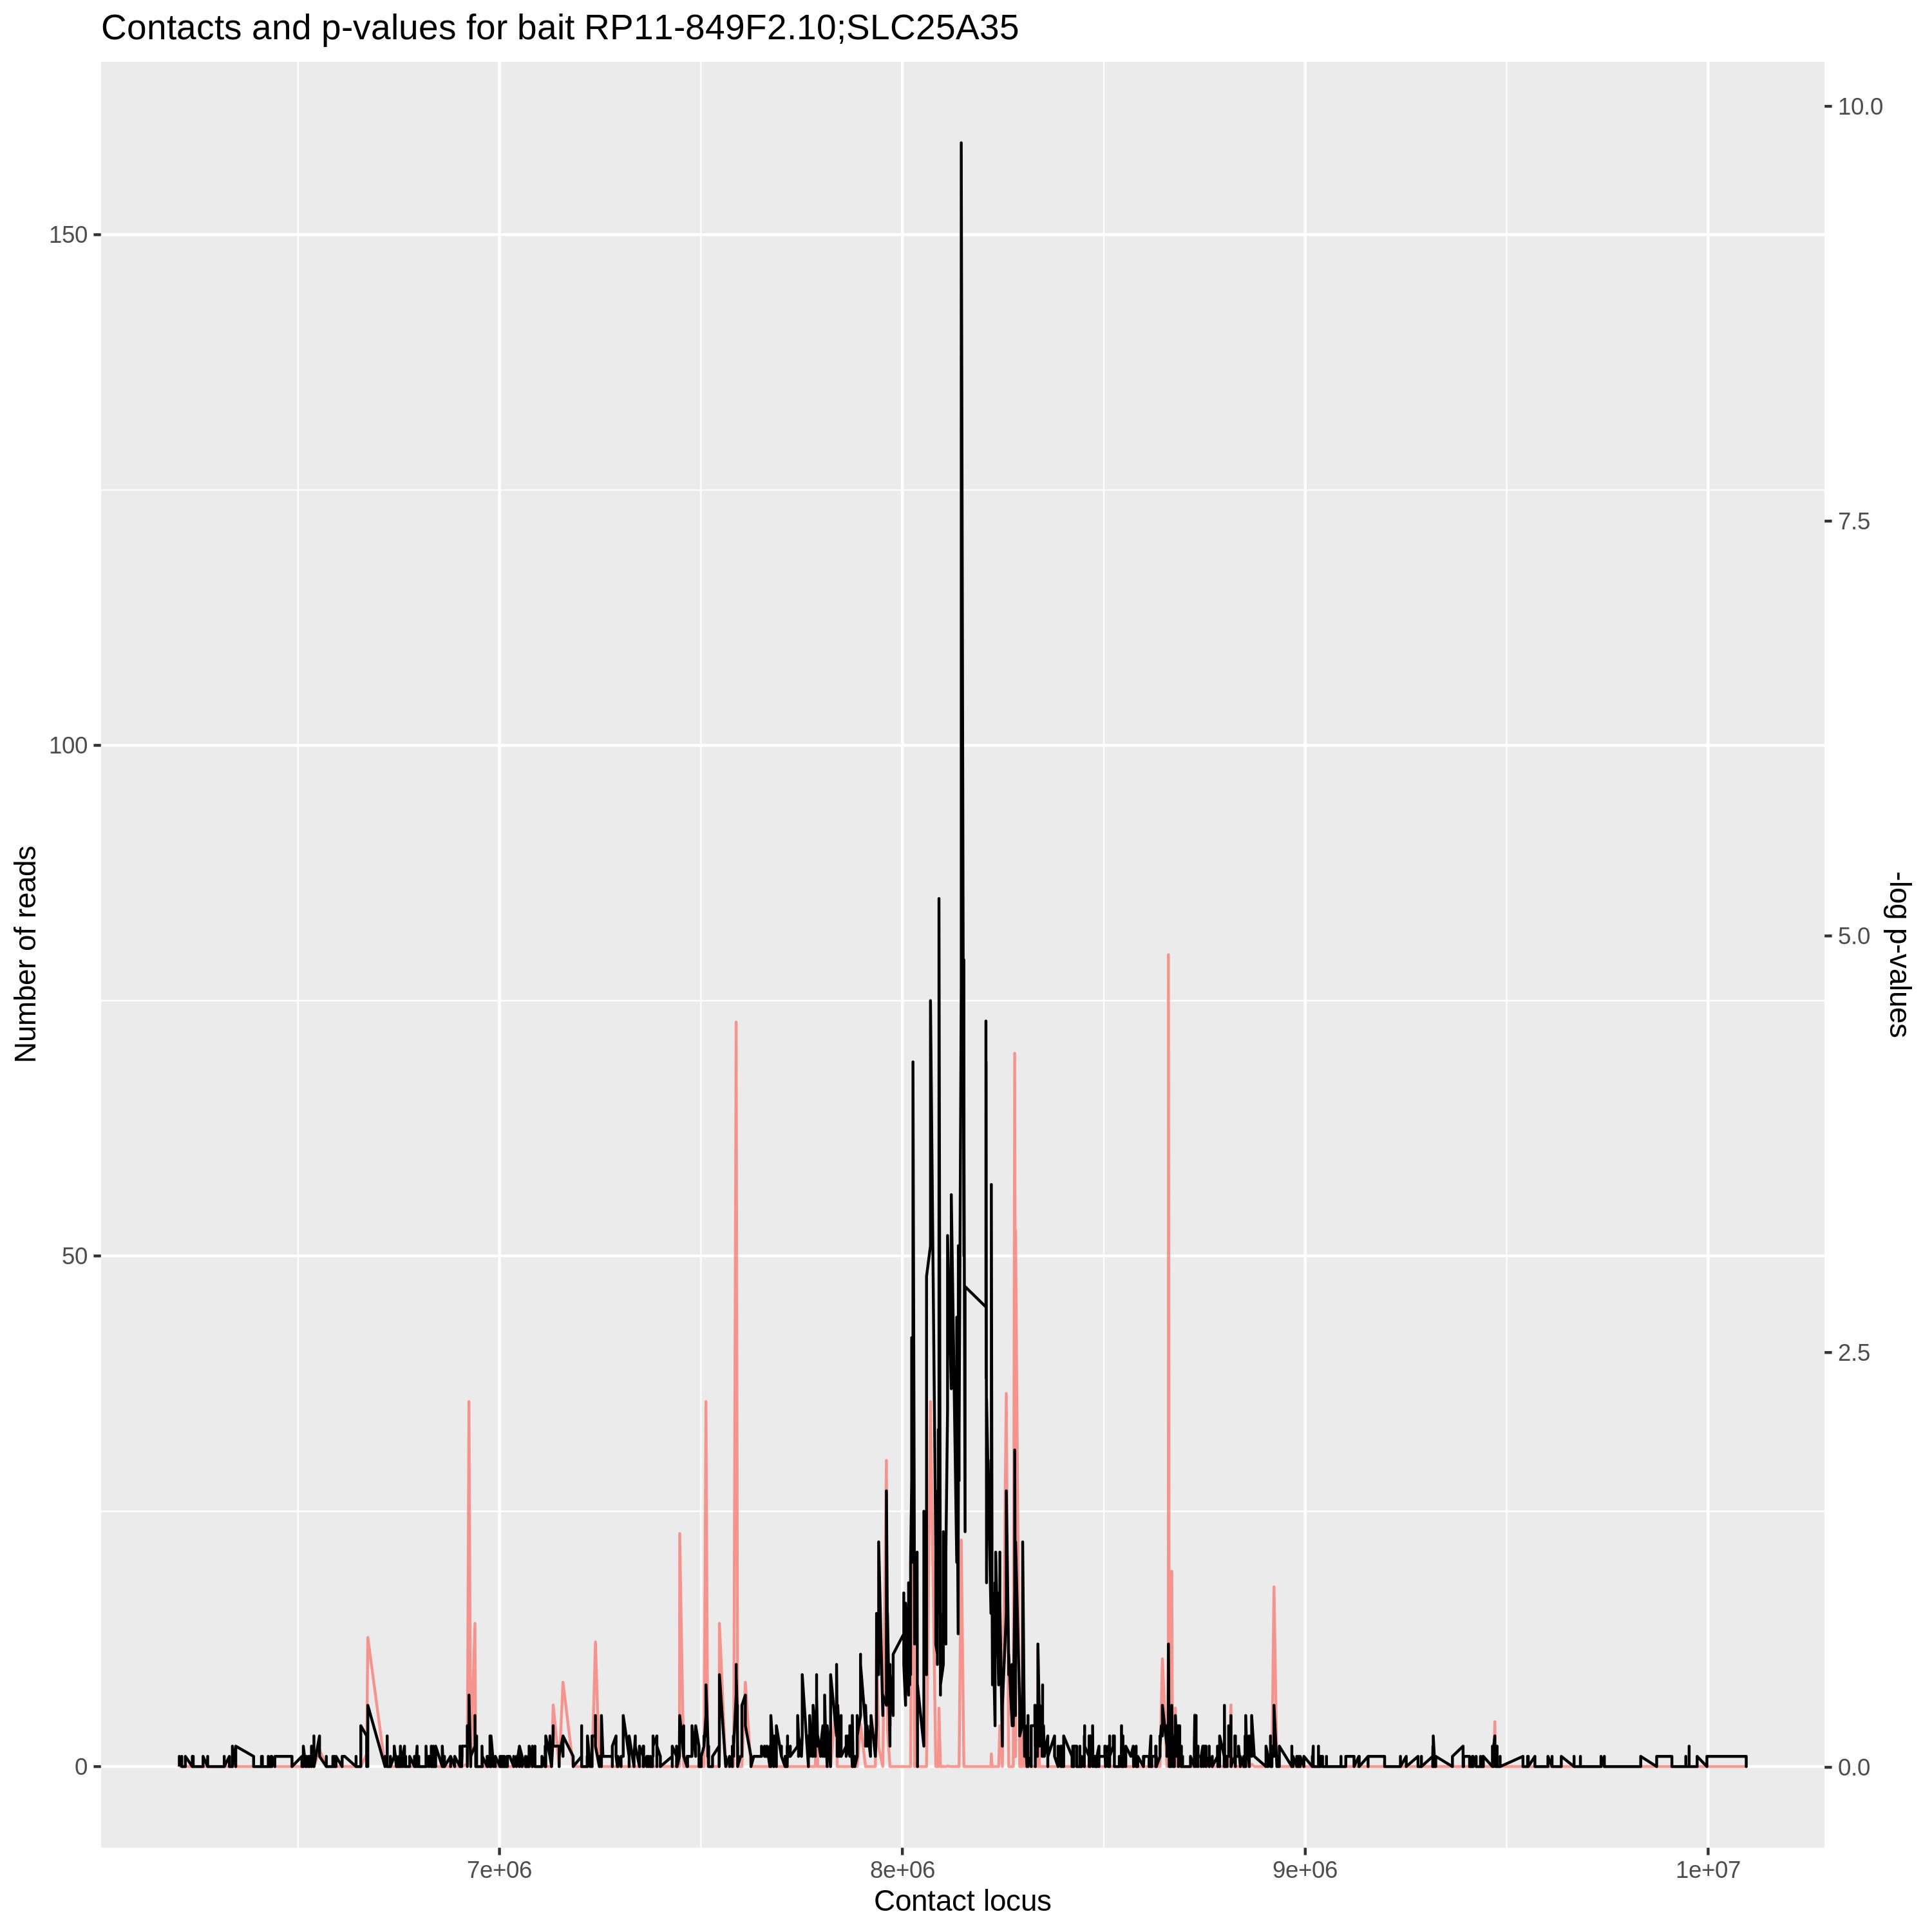 Contacts and p-values for bait RP11-849F2.10;SLC25A35
Number of reads
150
100
50
0
10.0
7.5
5.0
2.5
0.0
-log p-values
7e+06
8e+06
9e+06
1e+07
Contact locus